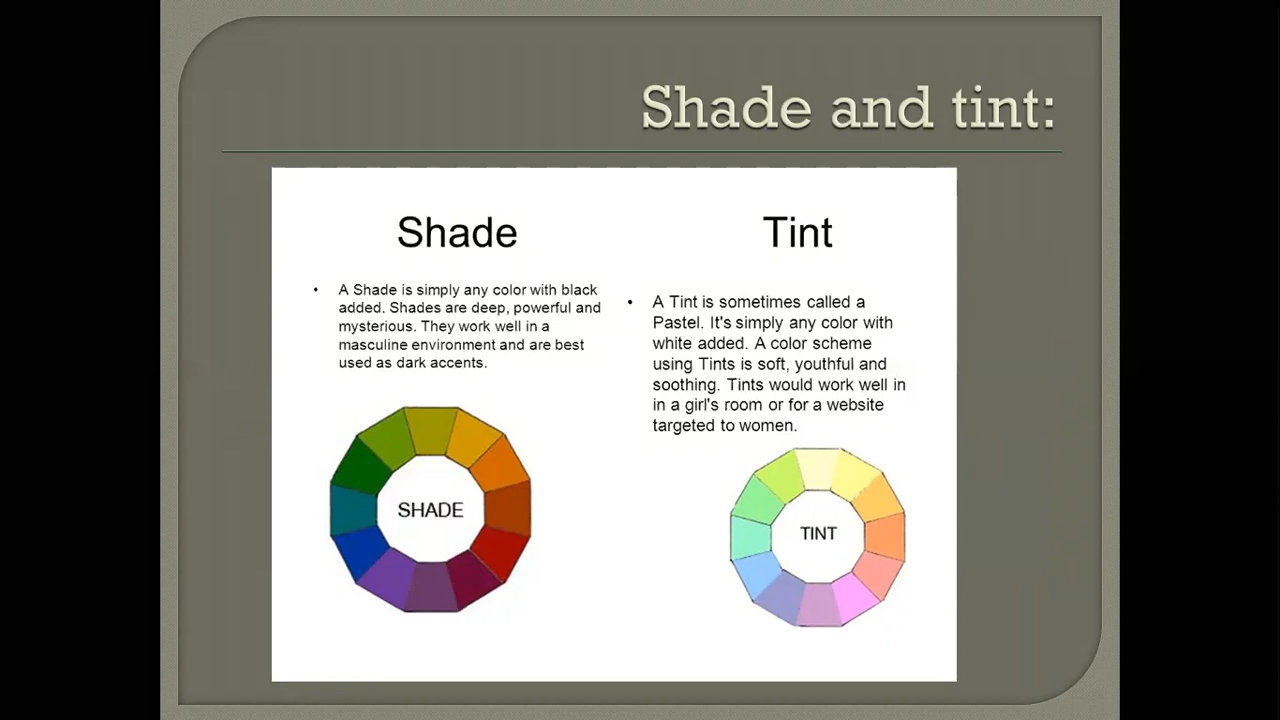 Shade and tint:
Shade
• A Shade is simply any color with black
added. Shades are deep, powerful and
mysterious. They work well in a
masculine environment and are best
used as dark accents.
SHADE
Tint
• A Tint is sometimes called a
Pastel. It's simply any color with
white added. A color scheme
using Tints is soft, youthful and
soothing. Tints would work well in
in a girl's room or for a website
targeted to women.
TINT